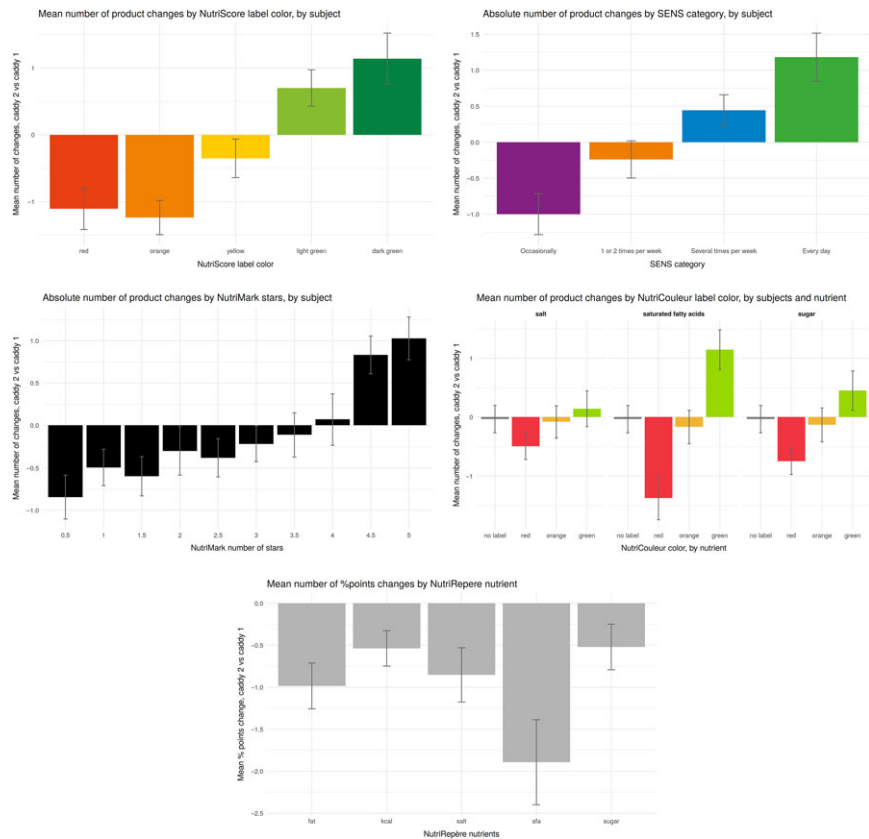 Mean number of product changes by NutriScore label color, by subject
Mean number of changes, caddy 2 vs caddy 1
1
0
−1
red orange yellow light green dark green
NutriScore label color
Absolute number of product changes by SENS category, by subject
Mean number of changes, caddy 2 vs caddy 1
1.5
1.0
0.5
0.0
−0.5
−1.0
Occasionally 1 or 2 times per week Several times per week Every day
SENS category
Absolute number of product changes by NutriMark stars, by subject
Mean number of changes, caddy 2 vs caddy 1
1.0
0.5
0.0
−0.5
−1.0
0.5 1 1.5 2 2.5 3 3.5 4 4.5 5
NutriMark number of stars
Mean number of product changes by NutriCouleur label color, by subjects and nutrient
salt saturated fatty acids sugar
Mean number of changes, caddy 2 vs caddy 1
1
0
−1
no label red orange green no label red orange green no label red orange green
NutriCouleur color, by nutrient
Mean number of %points changes by NutriRepere nutrient
Mean % points change, caddy 2 vs caddy 1
0.0
−0.5
−1.0
−1.5
−2.0
−2.5
fat kcal salt sfa sugar
NutriRepère nutrients